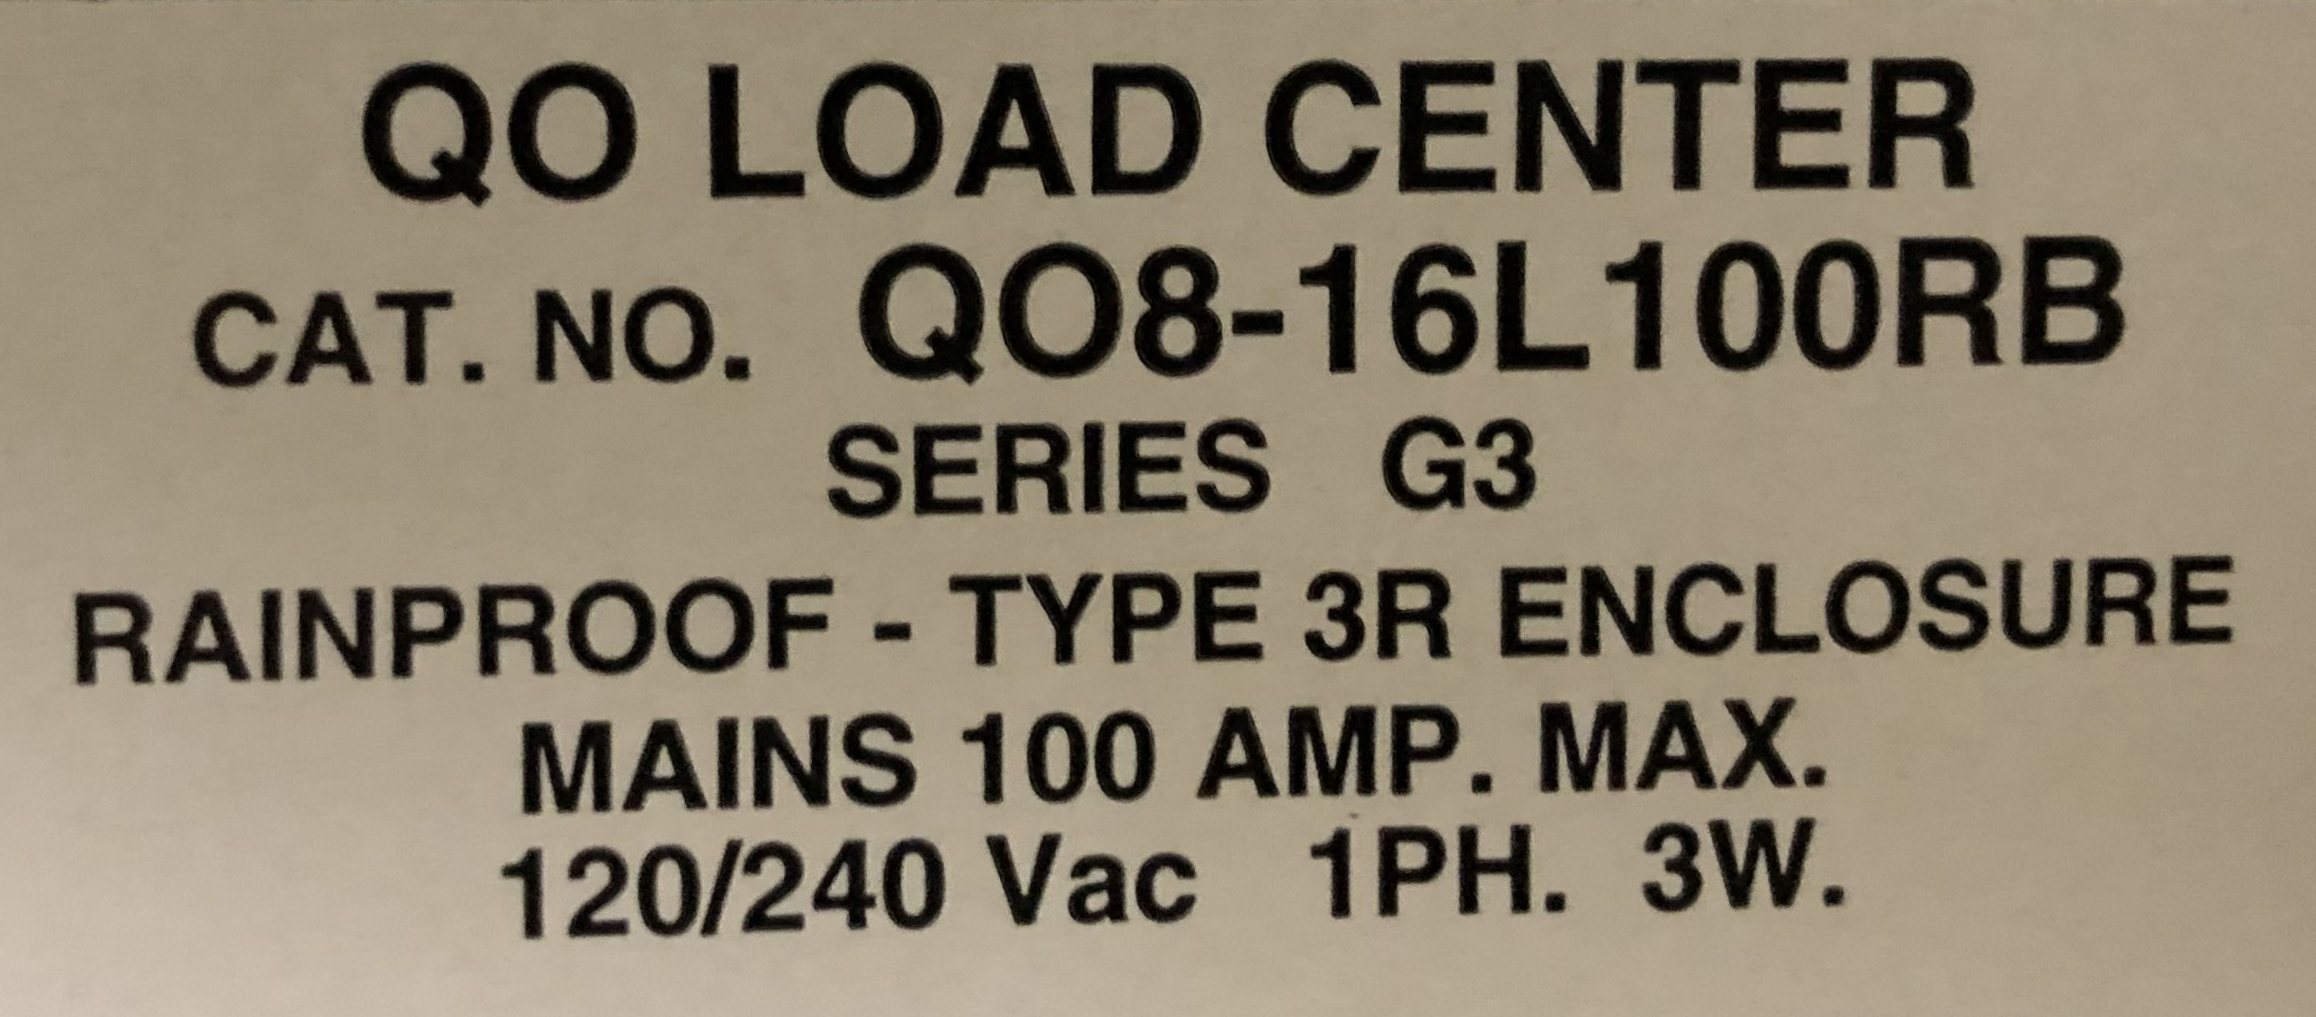 QO LOAD CENTER
CAT. NO. QO8-16L100RB
SERIES G3
RAINPROOF - TYPE 3R ENCLOSURE
MAINS 100 AMP. MAX.
120/240 Vac 1PH. 3W.